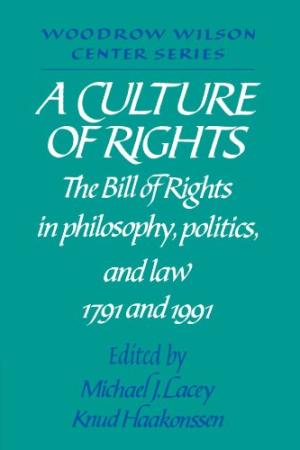 WOODROW WILSON
CENTER SERIES
A CULTURE
OF RIGHTS
The Bill of Rights
in philosophy, politics,
and law
1791 and 1991
Edited by
Michael J. Lacey
Knud Haakonssen